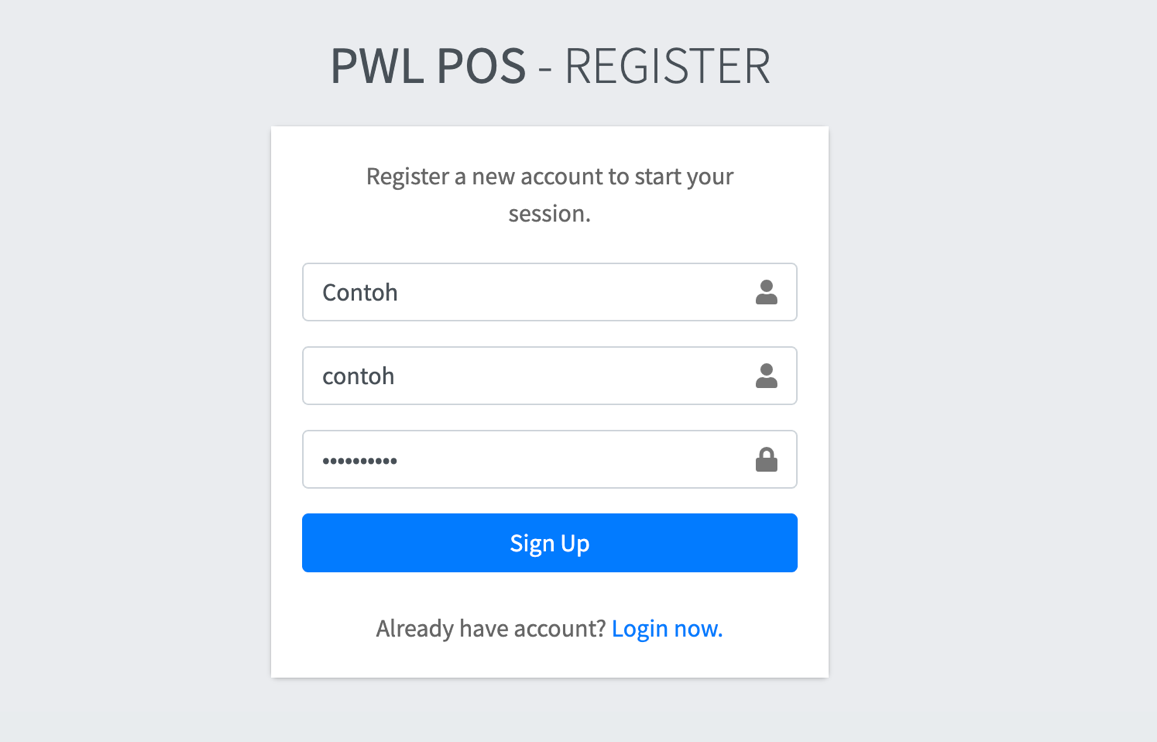 PWL POS - REGISTER
Register a new account to start your
session.
Contoh
contoh
••••••••••
Sign Up
Already have account? Login now.